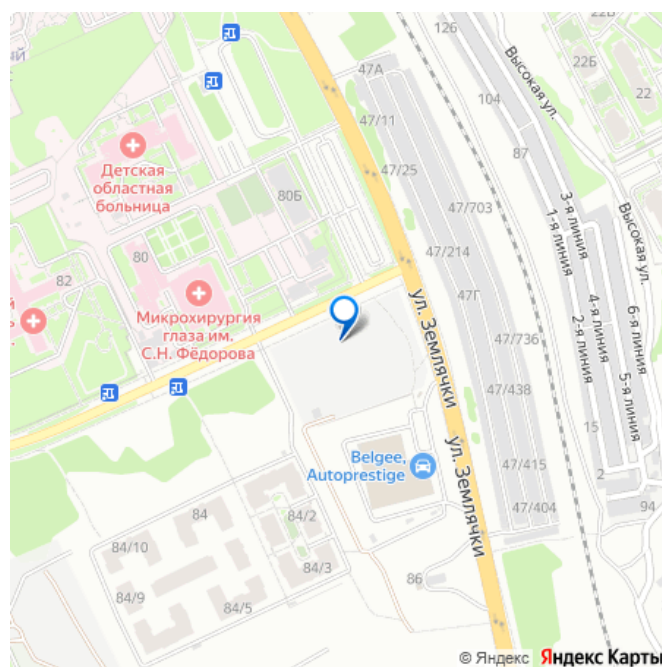 126
22В
Высокая ул.
22Б
22
47А
104
47/11
87
Детская
областная
больница
80Б
47/25
47/703
3-я линия
1-я линия
Высокая ул.
80
82
47/214
4-я линия
2-я линия
6-я линия
5-я линия
Микрохирургия
глаза им.
С.Н. Фёдорова
47Г
ул. Землячки
47/736
47/438
15
Belgee,
Autoprestige
ул. Землячки
47/415
2
47/404
94
84
84/2
84/10
84/3
84/9
84/5
86
© Яндекс Яндекс Карты